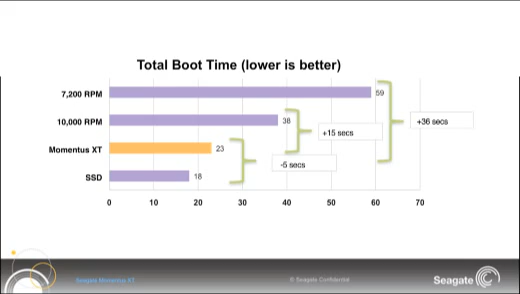 Total Boot Time (lower is better)
7,200 RPM
59
10,000 RPM
38
+36 secs
+15 secs
Momentus XT
23
-5 secs
SSD
18
0 10 20 30 40 50 60 70
Seagate Momentus XT
© Seagate Confidential
Seagate